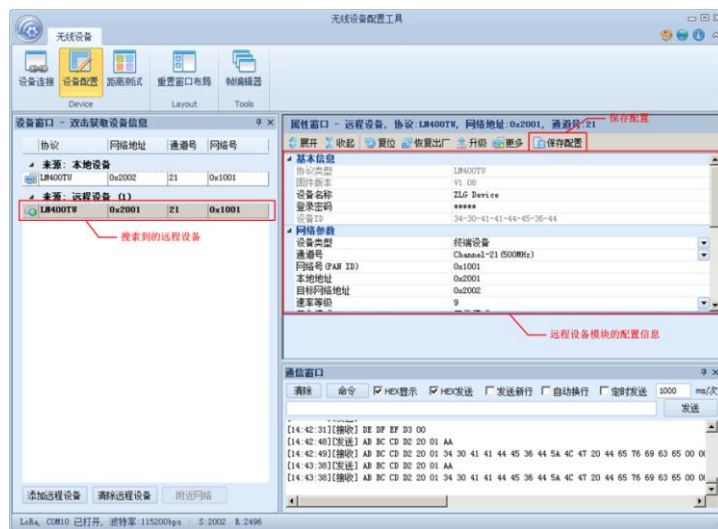 无线设备配置工具
无线设备
设备连接 设备配置 距离测试 重置窗口布局 帧编辑器
Device Layout Tools
设备窗口 - 双击获取设备信息
协议 网络地址 通道号 网络号
来源: 本地设备
LM400TU 0x2002 21 0x1001
来源: 远程设备 (1)
LM400TU 0x2001 21 0x1001
搜索到的远程设备
添加远程设备 清除远程设备 附近网络
属性窗口 - 远程设备, 协议:LM400TU, 网络地址:0x2001, 通道号:21
保存配置
展开 收起 复位 恢复出厂 升级 更多 保存配置
基本信息
协议类型 LM400TU
固件版本 V1.08
设备名称 ZLG Device
登录密码 *****
设备ID 34-30-41-41-44-45-36-44
网络参数
设备类型 终端设备
通道号 Channel-21(500MHz)
网络号(PAN ID) 0x1001
本地地址 0x2001
目标网络地址 0x2002
速率等级 9
远程设备模块的配置信息
通信窗口
清除 命令 HEX显示 HEX发送 发送新行 自动换行 定时发送 1000 ms/次
发送
[14:42:31][接收] DE DF EF D3 00
[14:42:48][发送] AB BC CD D2 20 01 AA
[14:42:49][接收] AB BC CD D2 20 01 34 30 41 41 44 45 36 44 5A 4C 47 20 44 65 76 69 63 65 00
[14:43:38][发送] AB BC CD D2 20 01 AA
[14:43:38][接收] AB BC CD D2 20 01 34 30 41 41 44 45 36 44 5A 4C 47 20 44 65 76 69 63 65 00
LoRa, COM10 已打开, 波特率:115200bps S:2002 R:2496